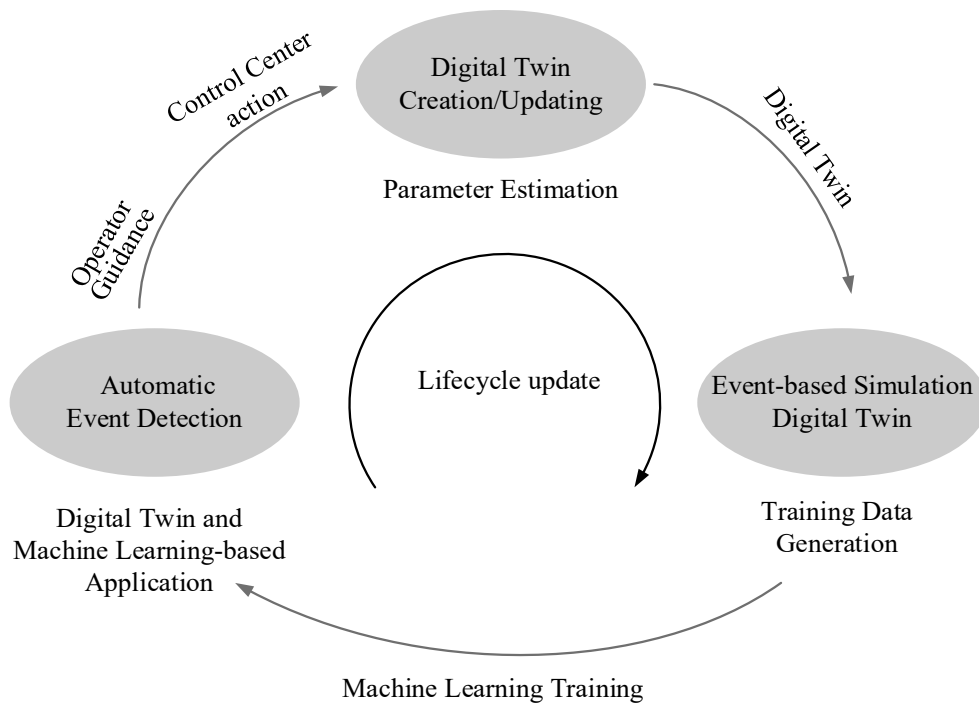 Control Center
action
Digital Twin
Creation/Updating
Digital Twin
Parameter Estimation
Operator
Guidance
Lifecycle update
Automatic
Event Detection
Event-based Simulation
Digital Twin
Digital Twin and
Machine Learning-based
Application
Training Data
Generation
Machine Learning Training